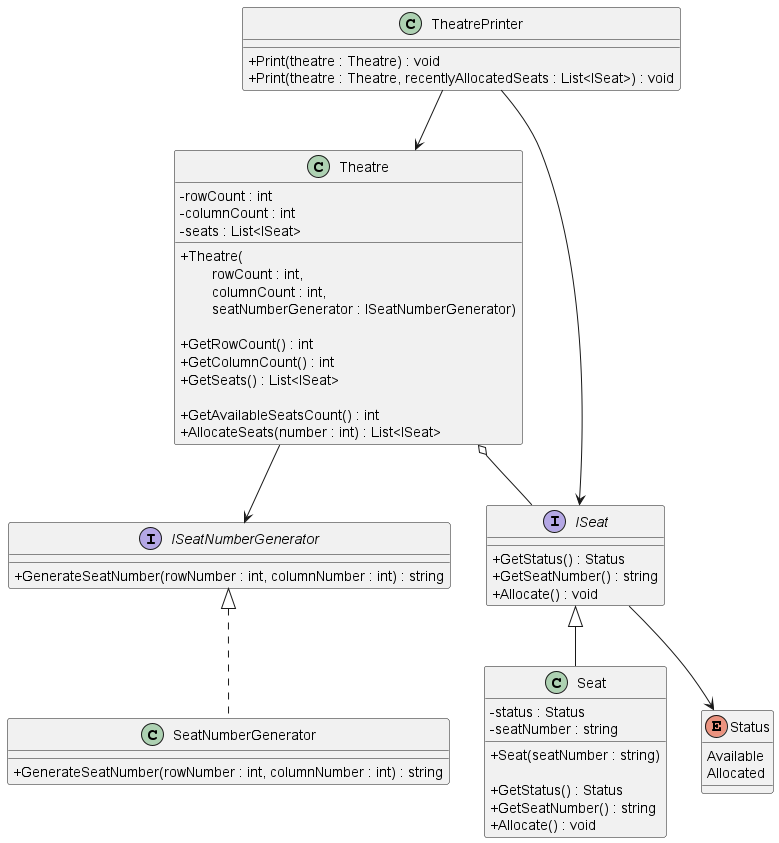 C TheatrePrinter
+Print(theatre : Theatre) : void
+Print(theatre : Theatre, recentlyAllocatedSeats : List<ISeat>) : void
C Theatre
-rowCount : int
-columnCount : int
-seats : List<ISeat>
+Theatre(
rowCount : int,
columnCount : int,
seatNumberGenerator : ISeatNumberGenerator)
+GetRowCount() : int
+GetColumnCount() : int
+GetSeats() : List<ISeat>
+GetAvailableSeatsCount() : int
+AllocateSeats(number : int) : List<ISeat>
I ISeatNumberGenerator
+GenerateSeatNumber(rowNumber : int, columnNumber : int) : string
I ISeat
+GetStatus() : Status
+GetSeatNumber() : string
+Allocate() : void
C SeatNumberGenerator
+GenerateSeatNumber(rowNumber : int, columnNumber : int) : string
C Seat
-status : Status
-seatNumber : string
+Seat(seatNumber : string)
+GetStatus() : Status
+GetSeatNumber() : string
+Allocate() : void
E Status
Available
Allocated